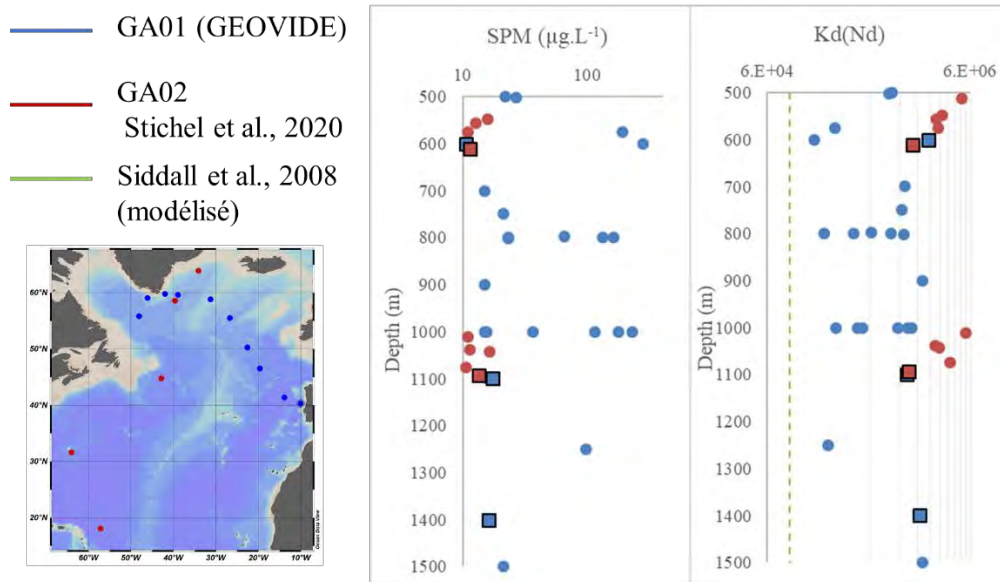 GA01 (GEOVIDE)
GA02
Stichel et al., 2020
Siddall et al., 2008
(modélisé)
60°N
50°N
40°N
30°N
20°N
60°W
50°W
40°W
30°W
20°W
10°W
Ocean Data View
SPM (µg.L⁻¹)
10
100
500
600
700
800
900
1000
1100
1200
1300
1400
1500
Depth (m)
Kd(Nd)
6.E+04
6.E+06
500
600
700
800
900
1000
1100
1200
1300
1400
1500
Depth (m)